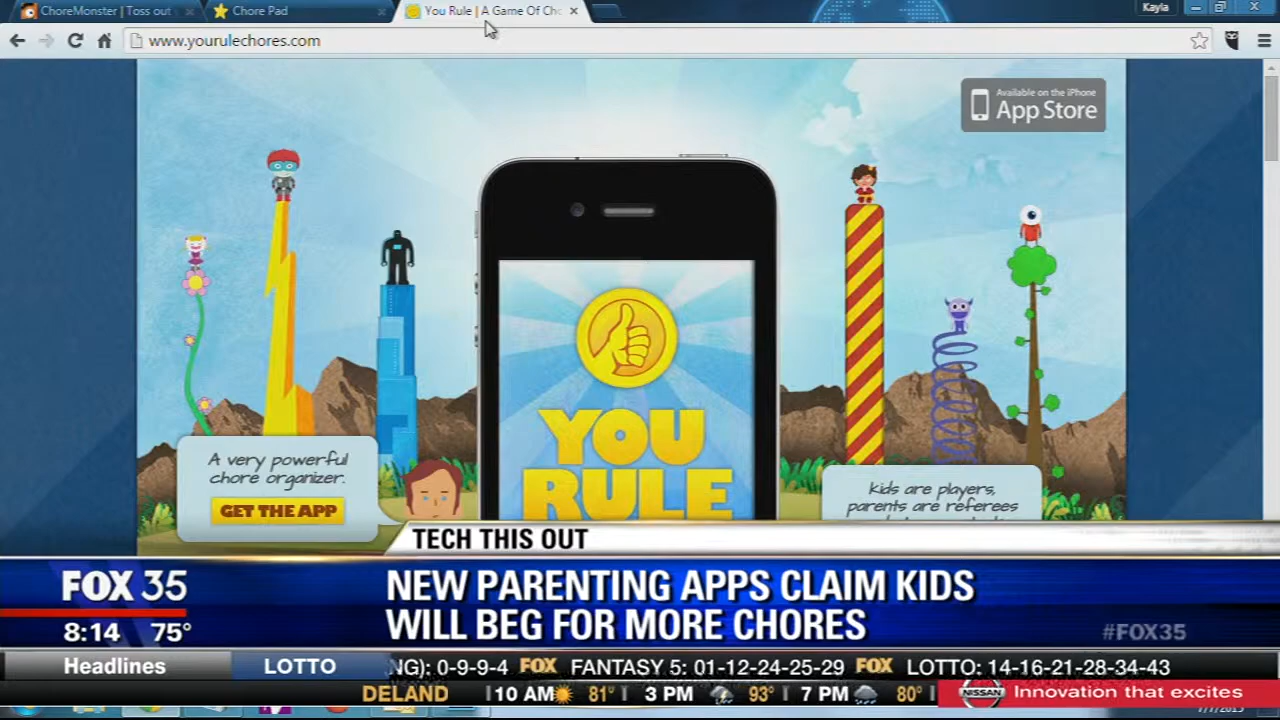 ChoreMonster | Toss out
Chore Pad
You Rule | A Game Of Cho
Kayla
www.yourulechores.com
Available on the iPhone
App Store
YOU
RULE
A very powerful
chore organizer.
GET THE APP
Kids are players,
parents are referees
TECH THIS OUT
FOX 35
NEW PARENTING APPS CLAIM KIDS
WILL BEG FOR MORE CHORES
8:14 75°
#FOX35
Headlines LOTTO NG): 0-9-9-4 FOX FANTASY 5: 01-12-24-25-29 FOX LOTTO: 14-16-21-28-34-43
DELAND 10 AM 81° 3 PM 93° 7 PM 80° NISSAN Innovation that excites